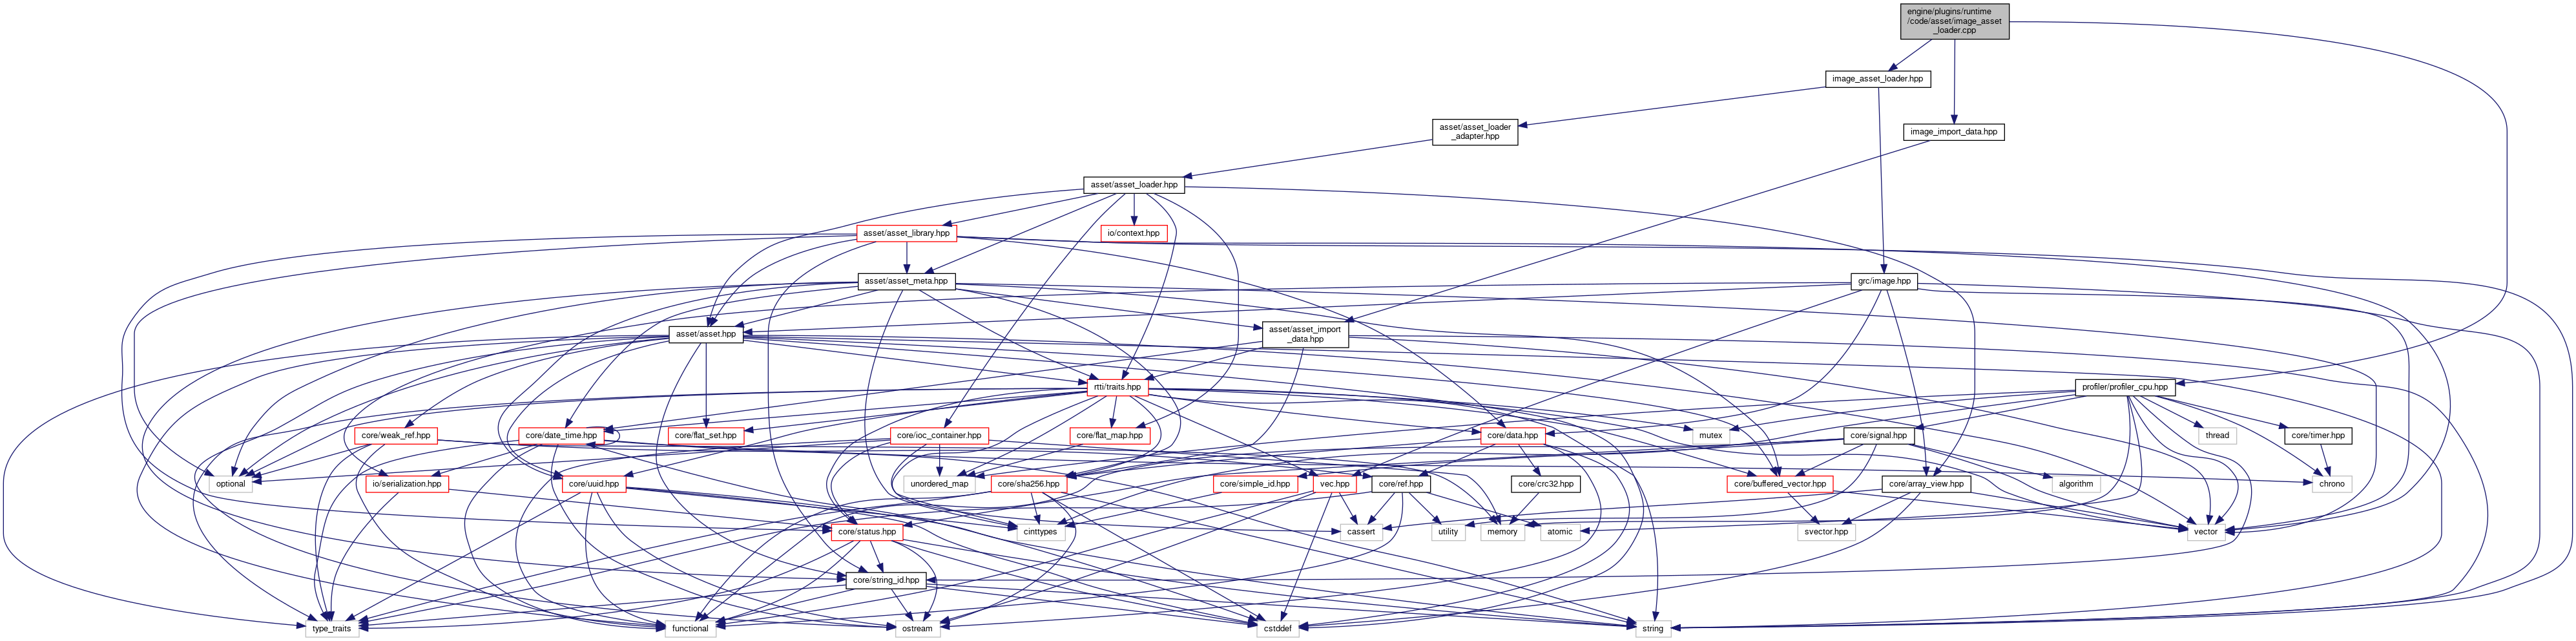 engine/plugins/runtime
/code/asset/image_asset
_loader.cpp
image_asset_loader.hpp
asset/asset_loader
_adapter.hpp
image_import_data.hpp
asset/asset_loader.hpp
asset/asset_library.hpp
io/context.hpp
asset/asset_meta.hpp
grc/image.hpp
asset/asset.hpp
asset/asset_import
_data.hpp
rtti/traits.hpp
profiler/profiler_cpu.hpp
core/weak_ref.hpp
core/date_time.hpp
core/flat_set.hpp
core/ioc_container.hpp
core/flat_map.hpp
core/data.hpp
mutex
core/signal.hpp
thread
core/timer.hpp
optional
io/serialization.hpp
core/uuid.hpp
unordered_map
core/sha256.hpp
core/simple_id.hpp
vec.hpp
core/ref.hpp
core/crc32.hpp
core/buffered_vector.hpp
core/array_view.hpp
algorithm
chrono
core/status.hpp
cinttypes
cassert
utility
memory
atomic
svector.hpp
vector
core/string_id.hpp
type_traits
functional
ostream
cstddef
string